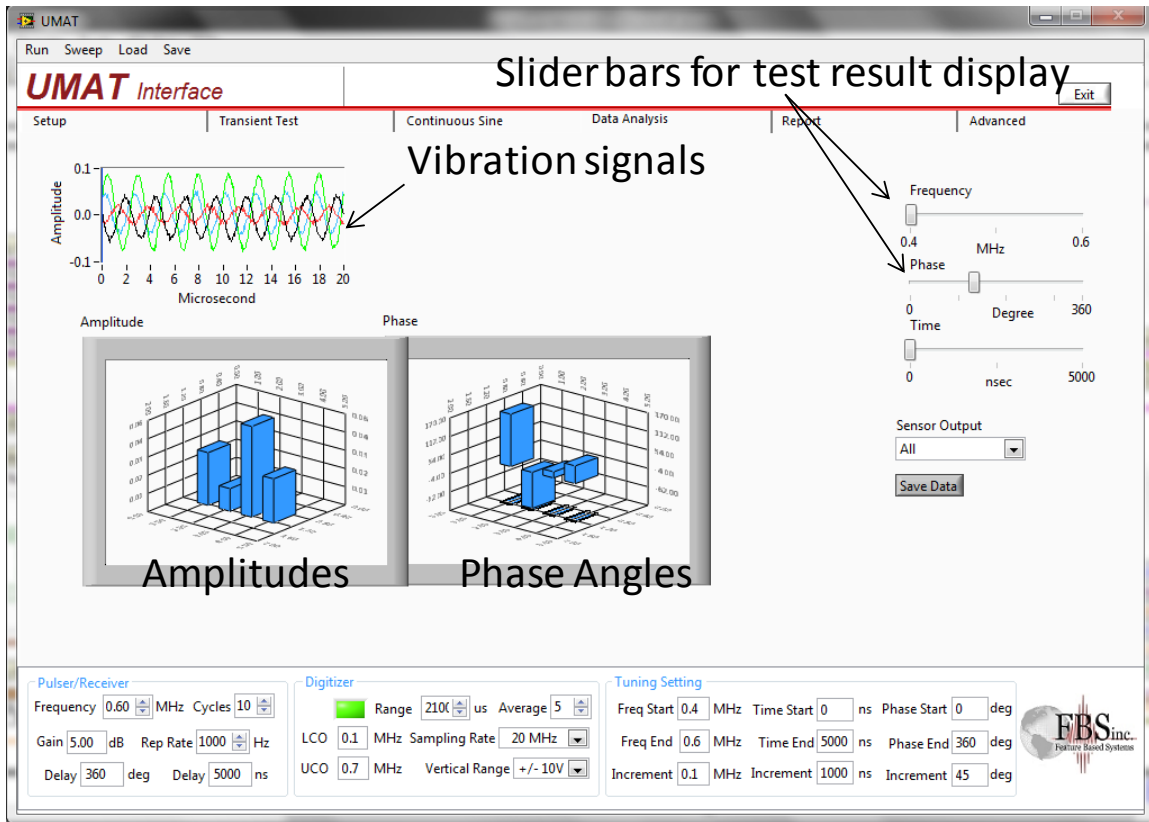 UMAT
Run Sweep Load Save
UMAT Interface
Slider bars for test result display
Exit
Setup Transient Test Continuous Sine Data Analysis Report Advanced
Vibration signals
0.1
0.0
-0.1
Amplitude
0 2 4 6 8 10 12 14 16 18 20
Microsecond
Frequency
0.4 0.6
MHz
Phase
0 360
Degree
Time
0 5000
nsec
Amplitude
Phase
Amplitudes
Phase Angles
Sensor Output
All
Save Data
Pulser/Receiver
Frequency 0.60 MHz Cycles 10
Gain 5.00 dB Rep Rate 1000 Hz
Delay 360 deg Delay 5000 ns
Digitizer
Range 210 us Average 5
LCO 0.1 MHz Sampling Rate 20 MHz
UCO 0.7 MHz Vertical Range +/- 10V
Tuning Setting
Freq Start 0.4 MHz Time Start 0 ns Phase Start 0 deg
Freq End 0.6 MHz Time End 5000 ns Phase End 360 deg
Increment 0.1 MHz Increment 1000 ns Increment 45 deg
FBS inc.
Feature Based Systems